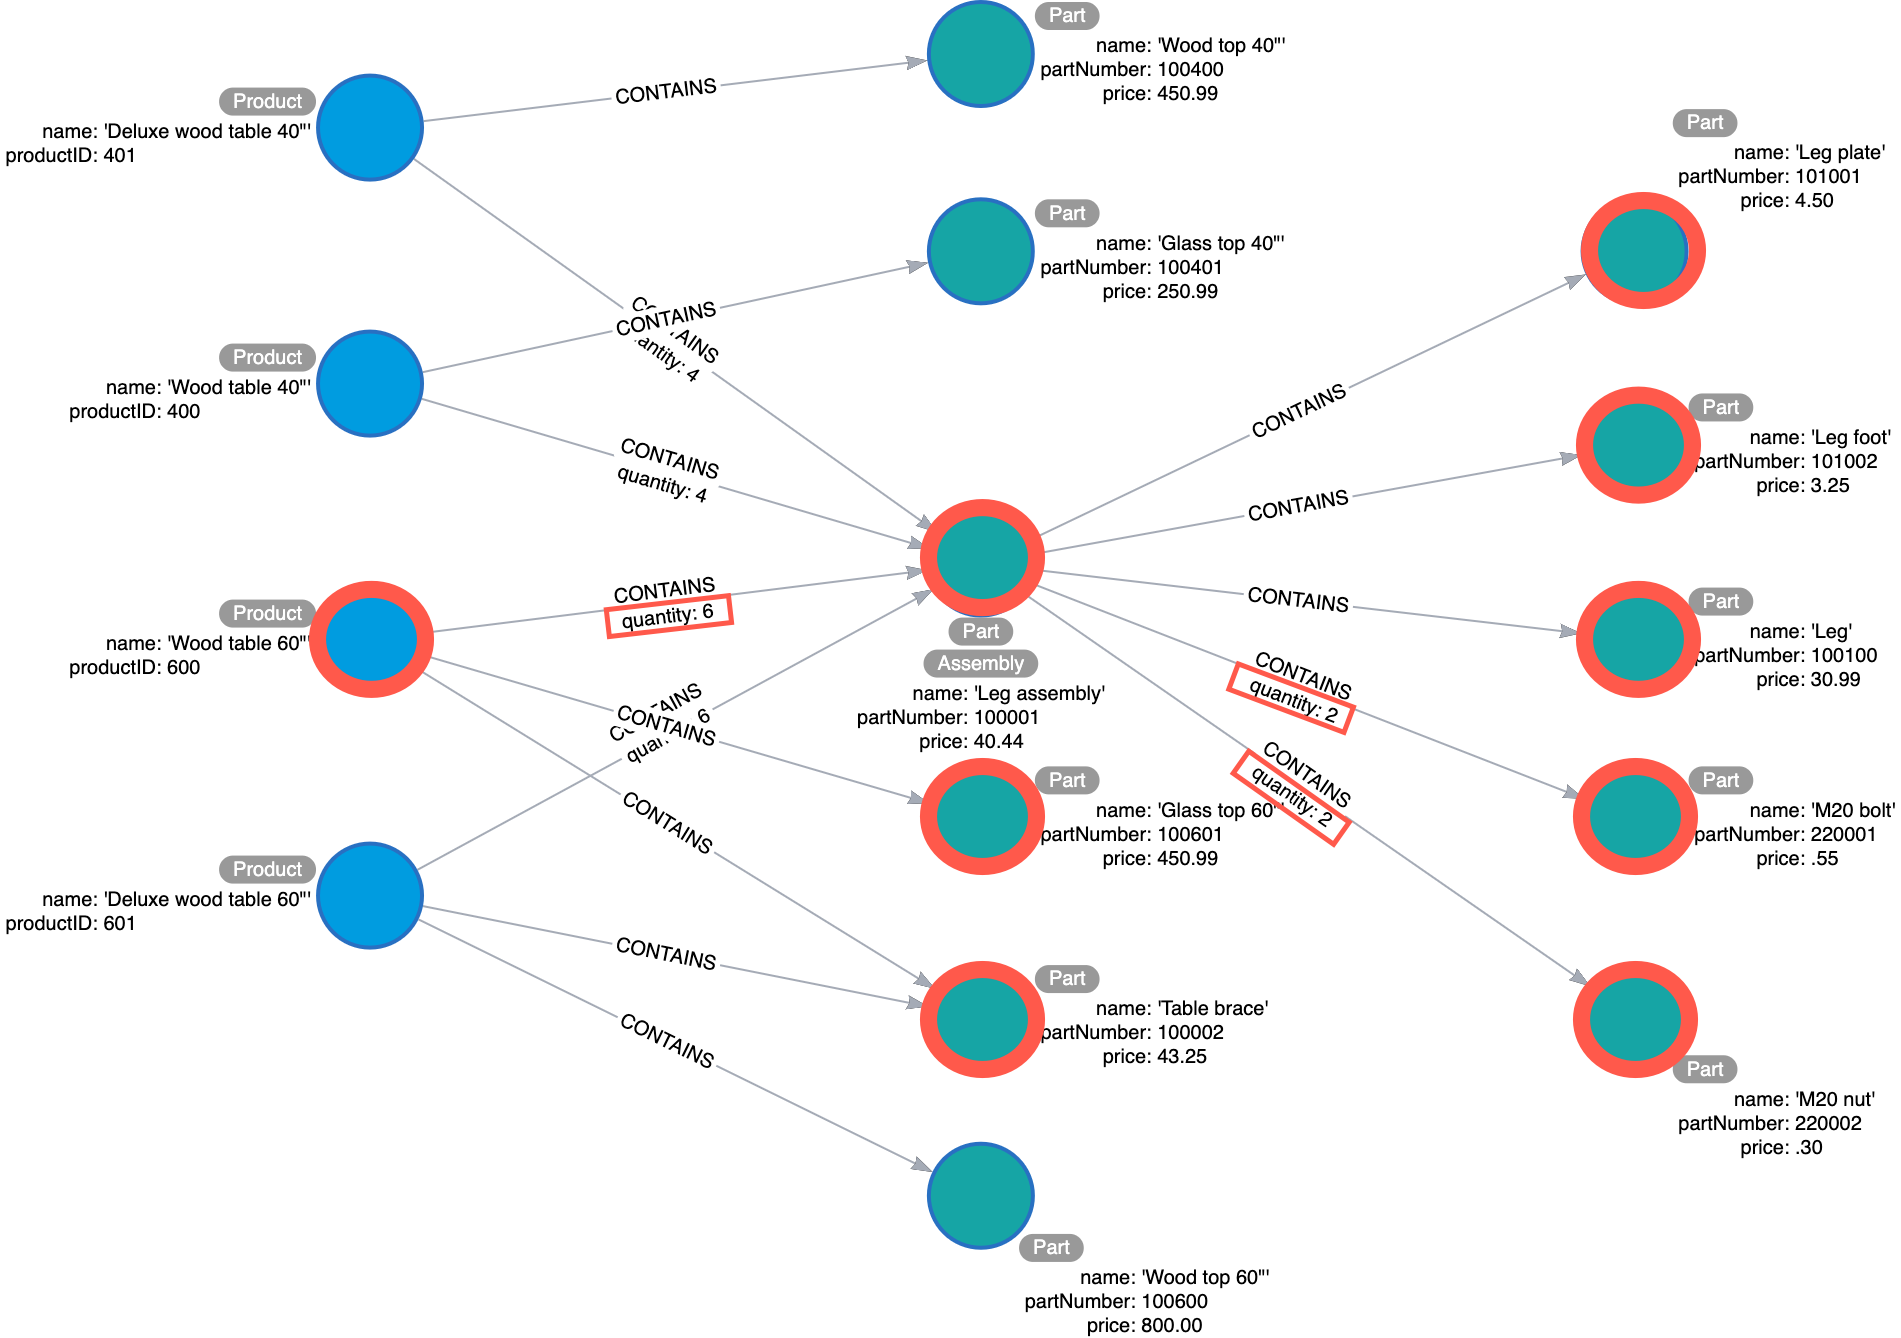 Product
name: 'Deluxe wood table 40"'
productID: 401
Product
name: 'Wood table 40"'
productID: 400
Product
name: 'Wood table 60"'
productID: 600
Product
name: 'Deluxe wood table 60"'
productID: 601
CONTAINS
CONTAINS
quantity: 4
CONTAINS
quantity: 6
CONTAINS
6
CONTAINS
CONTAINS
CONTAINS
Part
name: 'Wood top 40"'
partNumber: 100400
price: 450.99
Part
name: 'Glass top 40"'
partNumber: 100401
price: 250.99
Part
Assembly
name: 'Leg assembly'
partNumber: 100001
price: 40.44
Part
name: 'Glass top 60"
partNumber: 100601
price: 450.99
Part
name: 'Table brace'
partNumber: 100002
price: 43.25
Part
name: 'Wood top 60"'
partNumber: 100600
price: 800.00
CONTAINS
CONTAINS
CONTAINS
CONTAINS
quantity: 2
CONTAINS
quantity: 2
Part
name: 'Leg plate'
partNumber: 101001
price: 4.50
Part
name: 'Leg foot'
partNumber: 101002
price: 3.25
Part
name: 'Leg'
partNumber: 100100
price: 30.99
Part
name: 'M20 bolt'
partNumber: 220001
price: .55
Part
name: 'M20 nut'
partNumber: 220002
price: .30